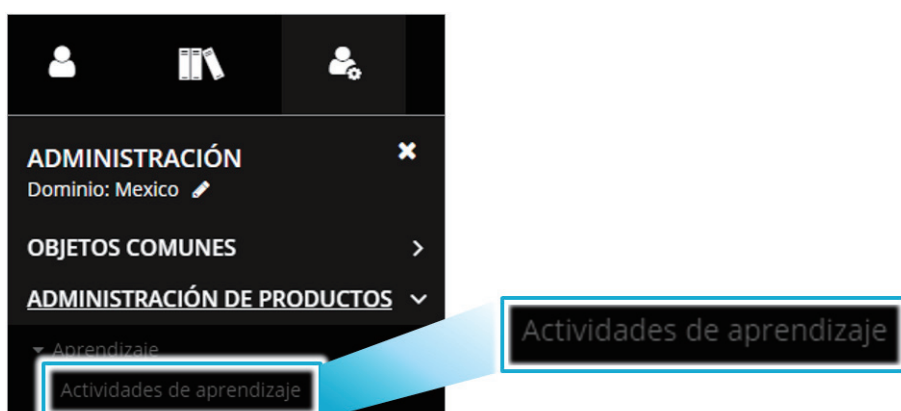 ADMINISTRACIÓN
Dominio: Mexico
OBJETOS COMUNES
ADMINISTRACIÓN DE PRODUCTOS
Aprendizaje
Actividades de aprendizaje
Actividades de aprendizaje